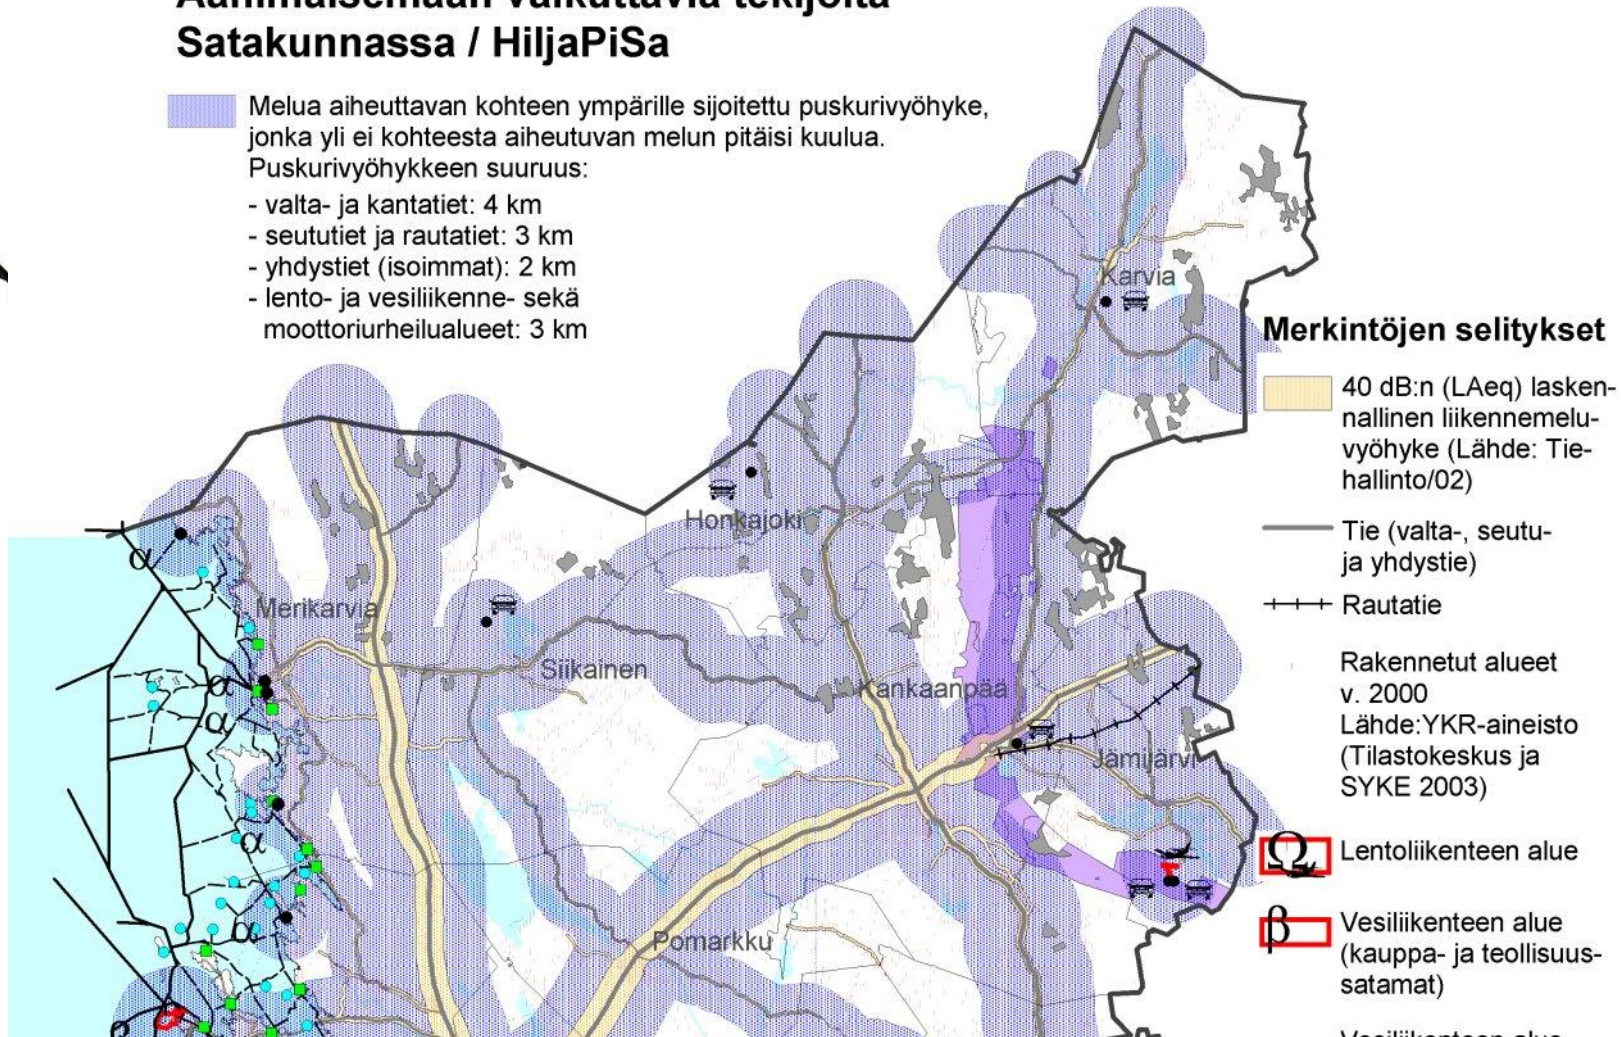 Satakunnassa / HiljaPiSa
Melua aiheuttavan kohteen ympärille sijoitettu puskurivyöhyke,
jonka yli ei kohteesta aiheutuvan melun pitäisi kuulua.
Puskurivyöhykkeen suuruus:
- valta- ja kantatiet: 4 km
- seututiet ja rautatiet: 3 km
- yhdystiet (isoimmat): 2 km
- lento- ja vesiliikenne- sekä
moottoriurheilualueet: 3 km
Karvia
Honkajoki
Merikarvia
Siikainen
Kankaanpää
Jämijärvi
Pomarkku
α
α
α
α
α
Merkintöjen selitykset
40 dB:n (LAeq) lasken-
nallinen liikennemelu-
vyöhyke (Lähde: Tie-
hallinto/02)
Tie (valta-, seutu-
ja yhdystie)
Rautatie
Rakennetut alueet
v. 2000
Lähde:YKR-aineisto
(Tilastokeskus ja
SYKE 2003)
Ω
Lentoliikenteen alue
β
Vesiliikenteen alue
(kauppa- ja teollisuus-
satamat)